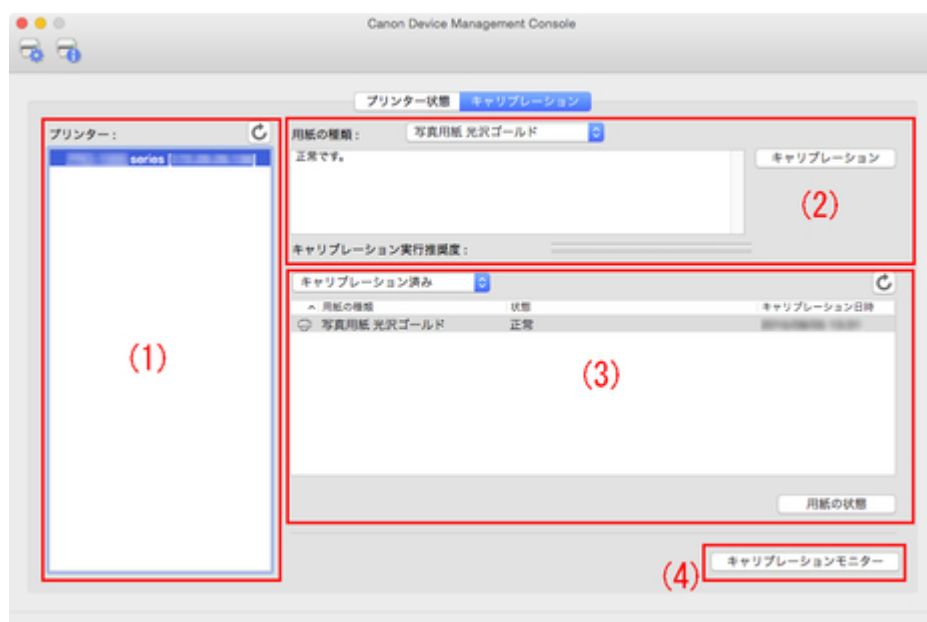 Canon Device Management Console
プリンター状態 キャリブレーション
プリンター：
series [
用紙の種類： 写真用紙 光沢ゴールド
正常です。
キャリブレーション
(2)
キャリブレーション実行推奨度：
キャリブレーション済み
用紙の種類 状態 キャリブレーション日時
写真用紙 光沢ゴールド 正常
(1)
(3)
用紙の状態
(4)
キャリブレーションモニター